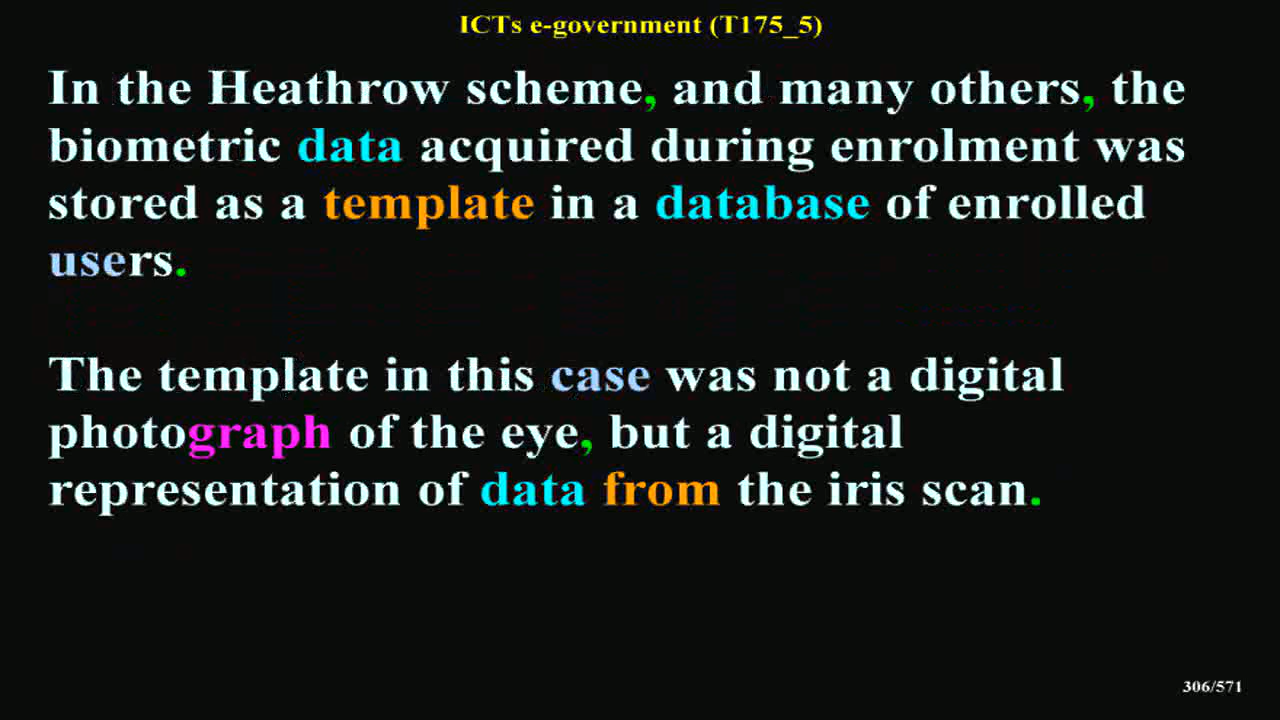 ICTs e-government (T175_5)
In the Heathrow scheme, and many others, the
biometric data acquired during enrolment was
stored as a template in a database of enrolled
users.
The template in this case was not a digital
photograph of the eye, but a digital
representation of data from the iris scan.
306/571